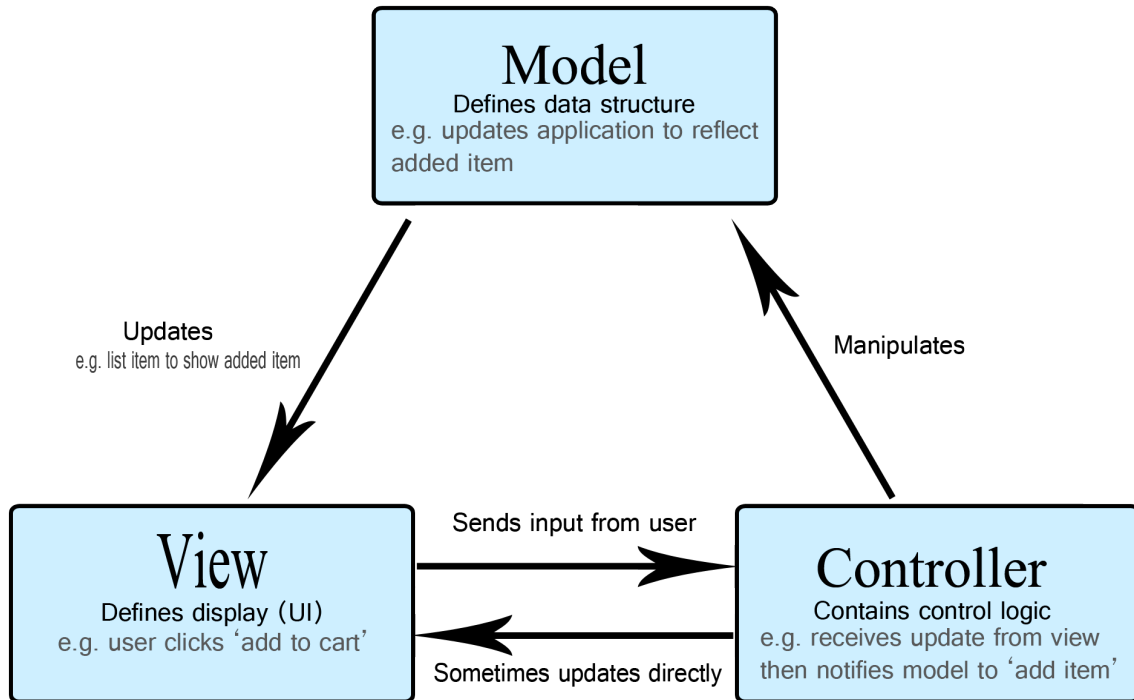 Model
Defines data structure
e.g. updates application to reflect
added item
Updates
e.g. list item to show added item
Manipulates
View
Defines display (UI)
e.g. user clicks ‘add to cart’
Sends input from user
Sometimes updates directly
Controller
Contains control logic
e.g. receives update from view
then notifies model to ‘add item’